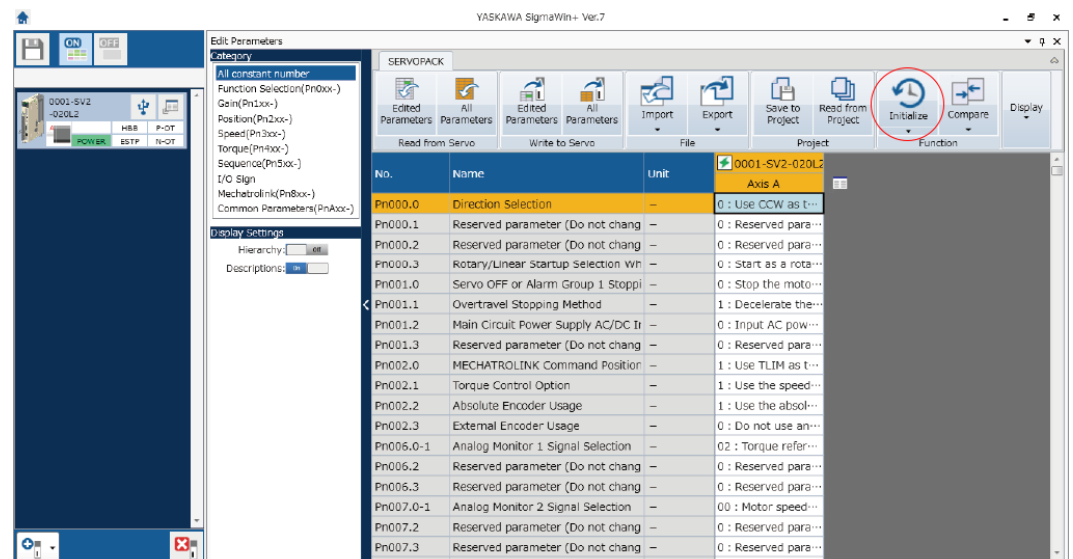 YASKAWA SigmaWin+ Ver.7
ON
OFF
0001-SV2
-020L2
HBB P-OT
POWER ESTP N-OT
Edit Parameters
Category
All constant number
Function Selection(Pn0xx-)
Gain(Pn1xx-)
Position(Pn2xx-)
Speed(Pn3xx-)
Torque(Pn4xx-)
Sequence(Pn5xx-)
I/O Sign
Mechatrolink(Pn8xx-)
Common Parameters(PnAxx-)
Display Settings
Hierarchy: Off
Descriptions: On
SERVOPACK
Edited Parameters
All Parameters
Read from Servo
Edited Parameters
All Parameters
Write to Servo
Import
Export
File
Save to Project
Read from Project
Project
Initialize
Compare
Function
Display
No. Name Unit 0001-SV2-020L2
Axis A
Pn000.0 Direction Selection – 0 : Use CCW as t···
Pn000.1 Reserved parameter (Do not chang – 0 : Reserved para···
Pn000.2 Reserved parameter (Do not chang – 0 : Reserved para···
Pn000.3 Rotary/Linear Startup Selection Wh – 0 : Start as a rota···
Pn001.0 Servo OFF or Alarm Group 1 Stoppi – 0 : Stop the moto···
Pn001.1 Overtravel Stopping Method – 1 : Decelerate the···
Pn001.2 Main Circuit Power Supply AC/DC Ir – 0 : Input AC pow···
Pn001.3 Reserved parameter (Do not chang – 0 : Reserved para···
Pn002.0 MECHATROLINK Command Position – 1 : Use TLIM as t···
Pn002.1 Torque Control Option – 1 : Use the speed···
Pn002.2 Absolute Encoder Usage – 1 : Use the absol···
Pn002.3 External Encoder Usage – 0 : Do not use an···
Pn006.0-1 Analog Monitor 1 Signal Selection – 02 : Torque refer···
Pn006.2 Reserved parameter (Do not chang – 0 : Reserved para···
Pn006.3 Reserved parameter (Do not chang – 0 : Reserved para···
Pn007.0-1 Analog Monitor 2 Signal Selection – 00 : Motor speed···
Pn007.2 Reserved parameter (Do not chang – 0 : Reserved para···
Pn007.3 Reserved parameter (Do not chang – 0 : Reserved para···